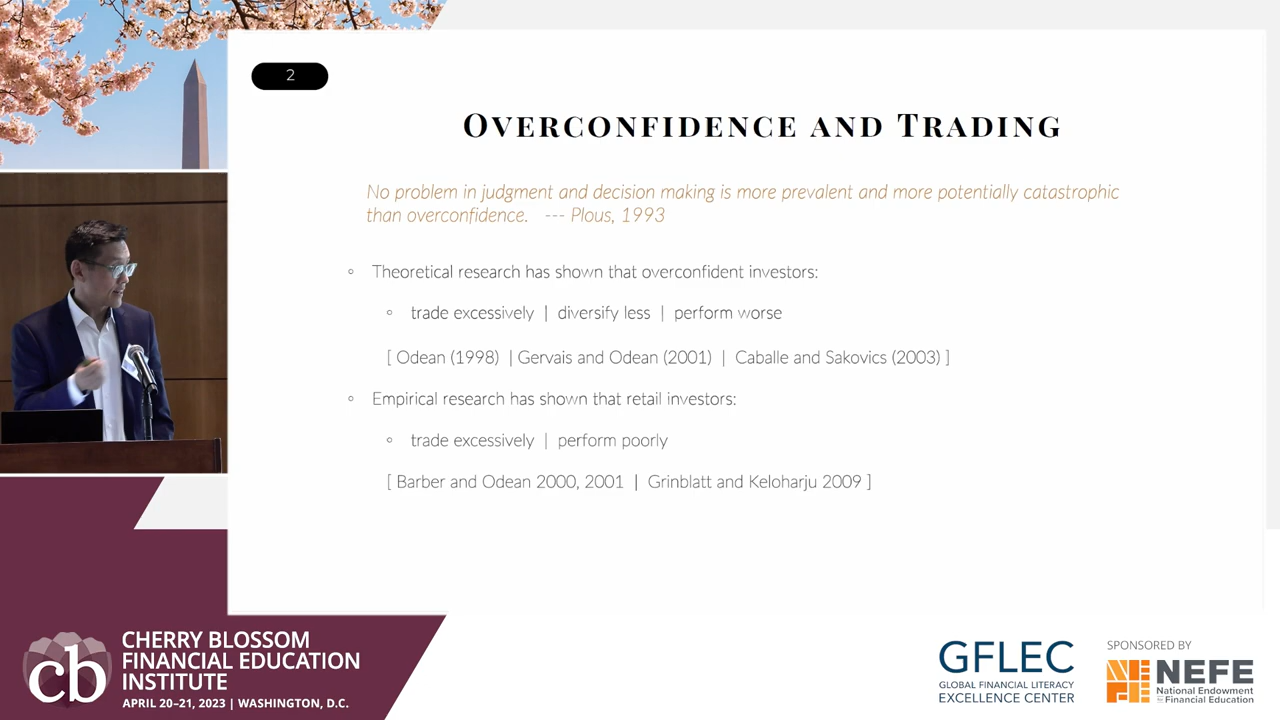 2
OVERCONFIDENCE AND TRADING
No problem in judgment and decision making is more prevalent and more potentially catastrophic
than overconfidence. --- Plous, 1993
◦ Theoretical research has shown that overconfident investors:
◦ trade excessively | diversify less | perform worse
[ Odean (1998) | Gervais and Odean (2001) | Caballe and Sakovics (2003) ]
◦ Empirical research has shown that retail investors:
◦ trade excessively | perform poorly
[ Barber and Odean 2000, 2001 | Grinblatt and Keloharju 2009 ]
cb
CHERRY BLOSSOM
FINANCIAL EDUCATION
INSTITUTE
APRIL 20–21, 2023 | WASHINGTON, D.C.
GFLEC
GLOBAL FINANCIAL LITERACY
EXCELLENCE CENTER
SPONSORED BY
NEFE
National Endowment
for Financial Education